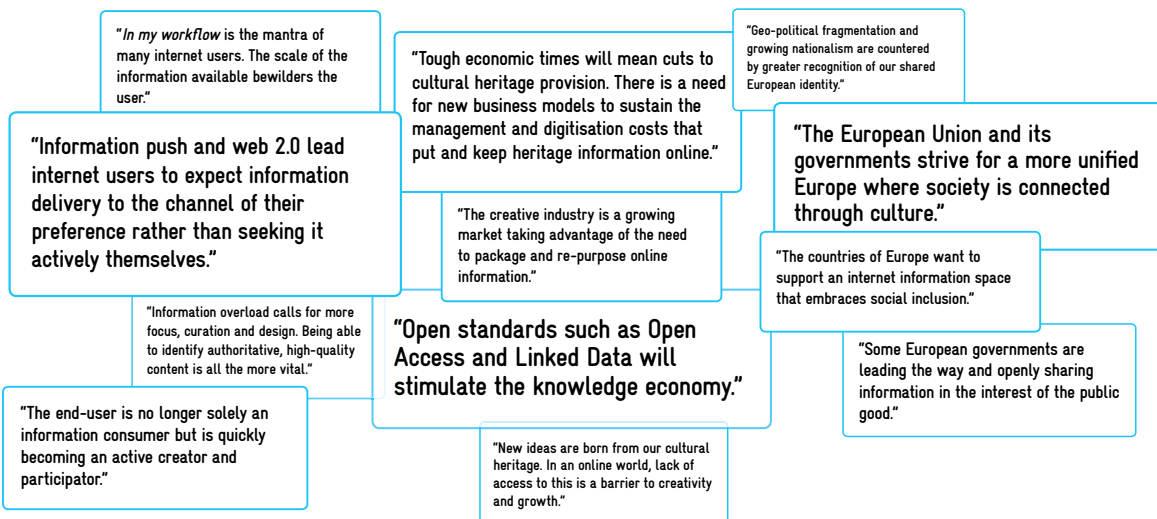 “In my workflow is the mantra of
many internet users. The scale of the
information available bewilders the
user.”
“Information push and web 2.0 lead
internet users to expect information
delivery to the channel of their
preference rather than seeking it
actively themselves.”
“Information overload calls for more
focus, curation and design. Being able
to identify authoritative, high-quality
content is all the more vital.”
“The end-user is no longer solely an
information consumer but is quickly
becoming an active creator and
participator.”
“Tough economic times will mean cuts to
cultural heritage provision. There is a need
for new business models to sustain the
management and digitisation costs that
put and keep heritage information online.”
“The creative industry is a growing
market taking advantage of the need
to package and re-purpose online
information.”
“Open standards such as Open
Access and Linked Data will
stimulate the knowledge economy.”
“New ideas are born from our cultural
heritage. In an online world, lack of
access to this is a barrier to creativity
and growth.”
“Geo-political fragmentation and
growing nationalism are countered
by greater recognition of our shared
European identity.”
“The European Union and its
governments strive for a more unified
Europe where society is connected
through culture.”
“The countries of Europe want to
support an internet information space
that embraces social inclusion.”
“Some European governments are
leading the way and openly sharing
information in the interest of the public
good.”